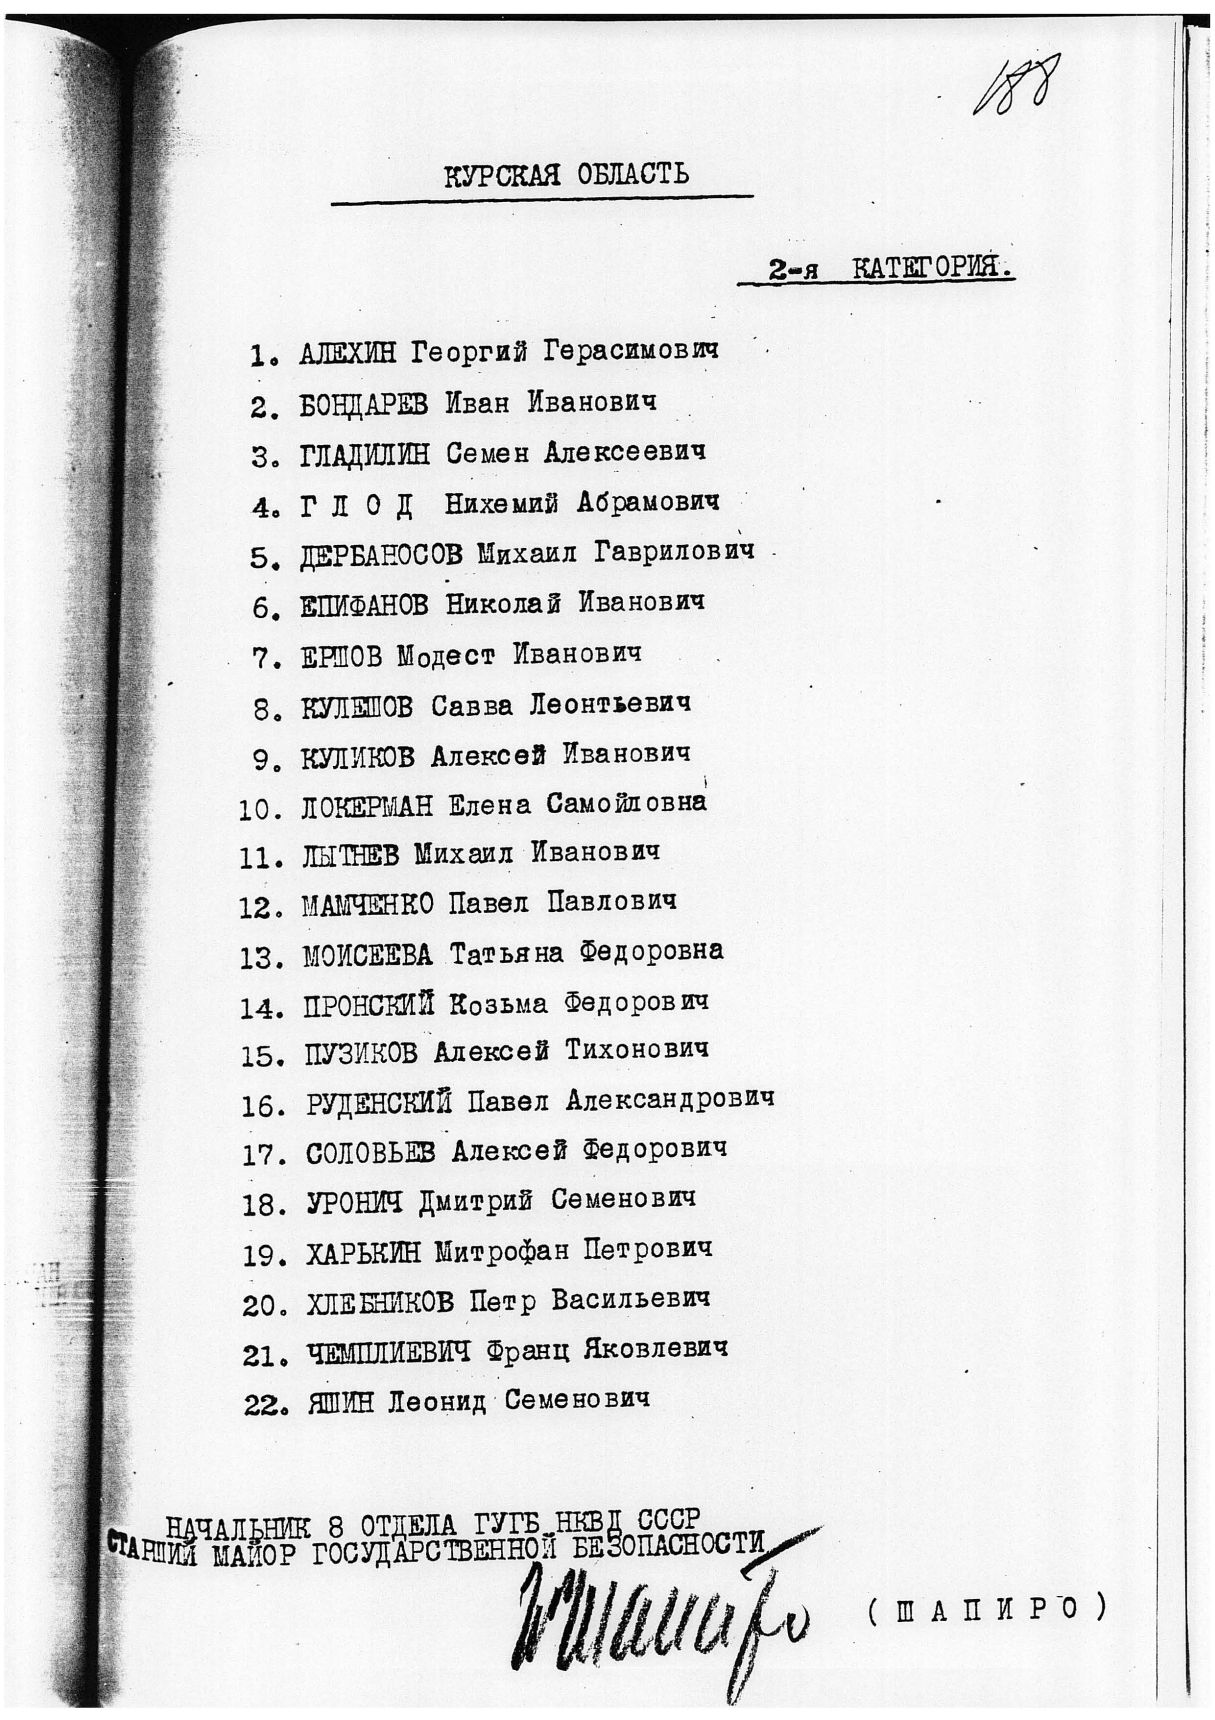 188
КУРСКАЯ ОБЛАСТЬ
2-я КАТЕГОРИЯ.
1. АЛЕХИН Георгий Герасимович
2. БОНДАРЕВ Иван Иванович
3. ГЛАДИЛИН Семен Алексеевич
4. Г Л О Д Нихемий Абрамович
5. ДЕРБАНОСОВ Михаил Гаврилович
6. ЕПИФАНОВ Николай Иванович
7. ЕРШОВ Модест Иванович
8. КУЛЕШОВ Савва Леонтьевич
9. КУЛИКОВ Алексей Иванович
10. ЛОКЕРМАН Елена Самойловна
11. ЛЫТНЕВ Михаил Иванович
12. МАМЧЕНКО Павел Павлович
13. МОИСЕЕВА Татьяна Федоровна
14. ПРОНСКИЙ Козьма Федорович
15. ПУЗИКОВ Алексей Тихонович
16. РУДЕНСКИЙ Павел Александрович
17. СОЛОВЬЕВ Алексей Федорович
18. УРОНИЧ Дмитрий Семенович
19. ХАРЬКИН Митрофан Петрович
20. ХЛЕБНИКОВ Петр Васильевич
21. ЧЕМПЛИЕВИЧ Франц Яковлевич
22. ЯШИН Леонид Семенович
НАЧАЛЬНИК 8 ОТДЕЛА ГУГБ НКВД СССР
СТАРШИЙ МАЙОР ГОСУДАРСТВЕННОЙ БЕЗОПАСНОСТИ
(ШАПИРО)